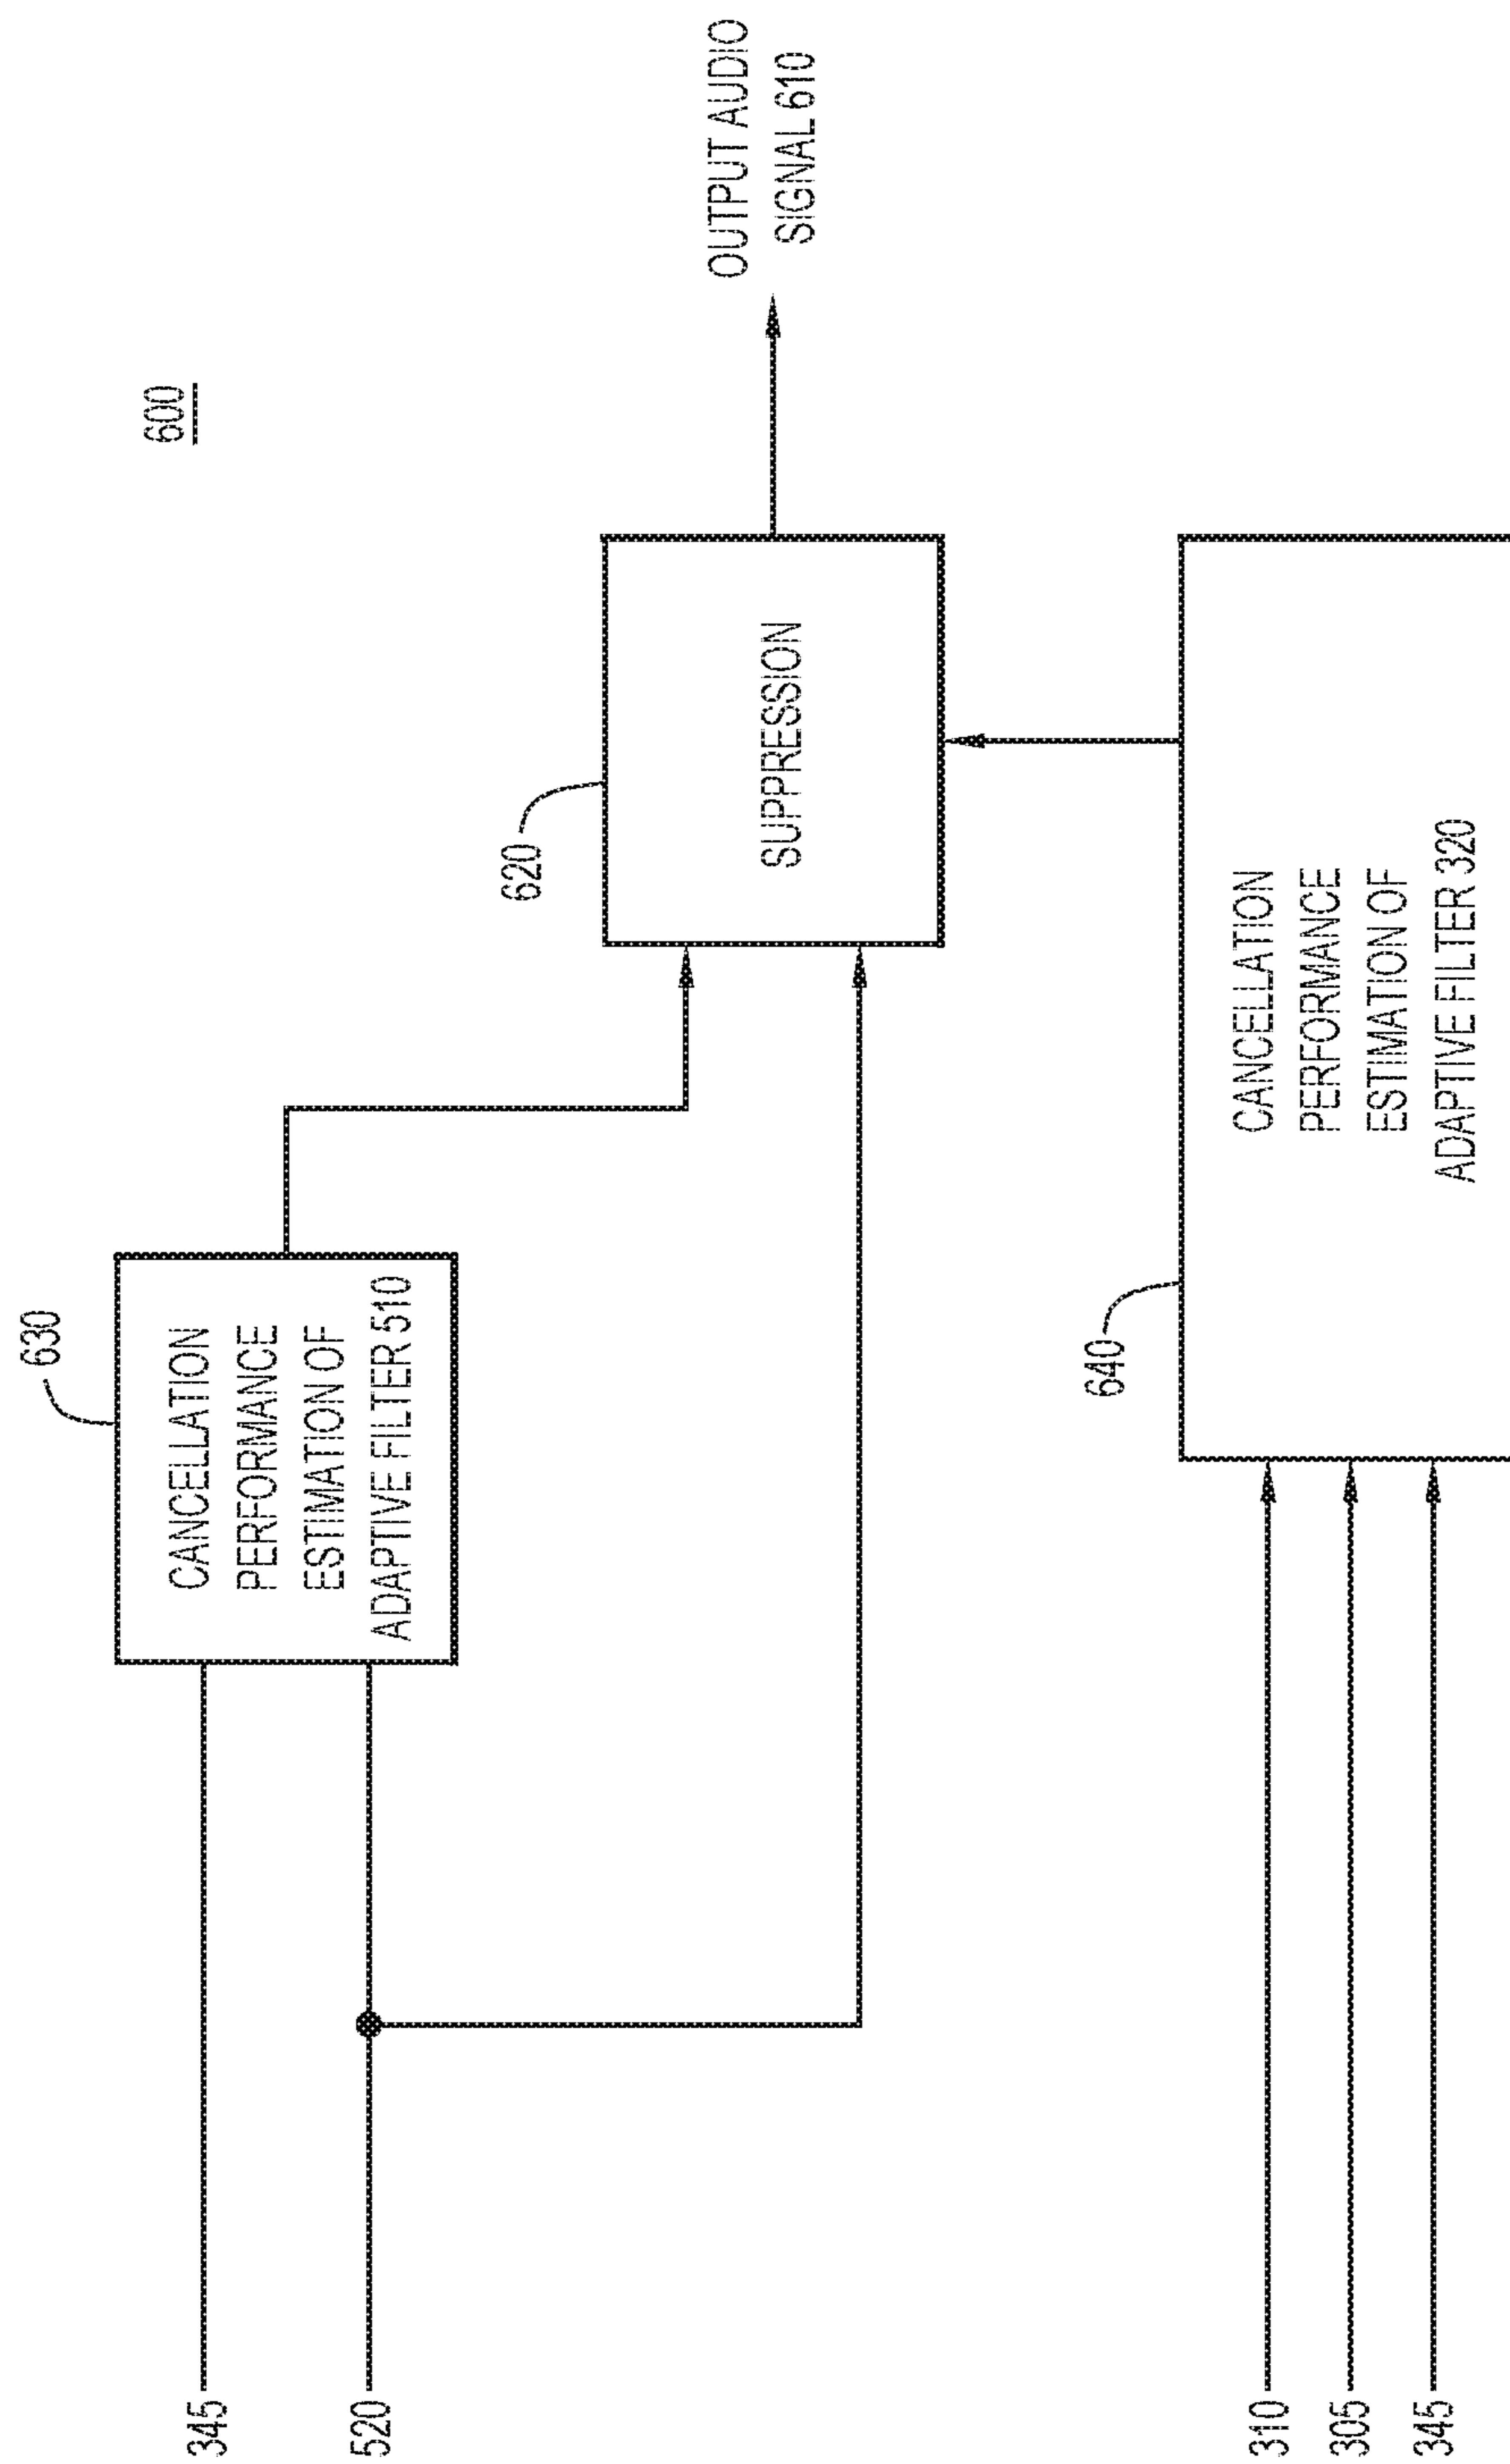 600
345
520
630
CANCELLATION
PERFORMANCE
ESTIMATION OF
ADAPTIVE FILTER 510
620
SUPPRESSION
OUTPUT AUDIO
SIGNAL 610
310
305
345
640
CANCELLATION
PERFORMANCE
ESTIMATION OF
ADAPTIVE FILTER 320